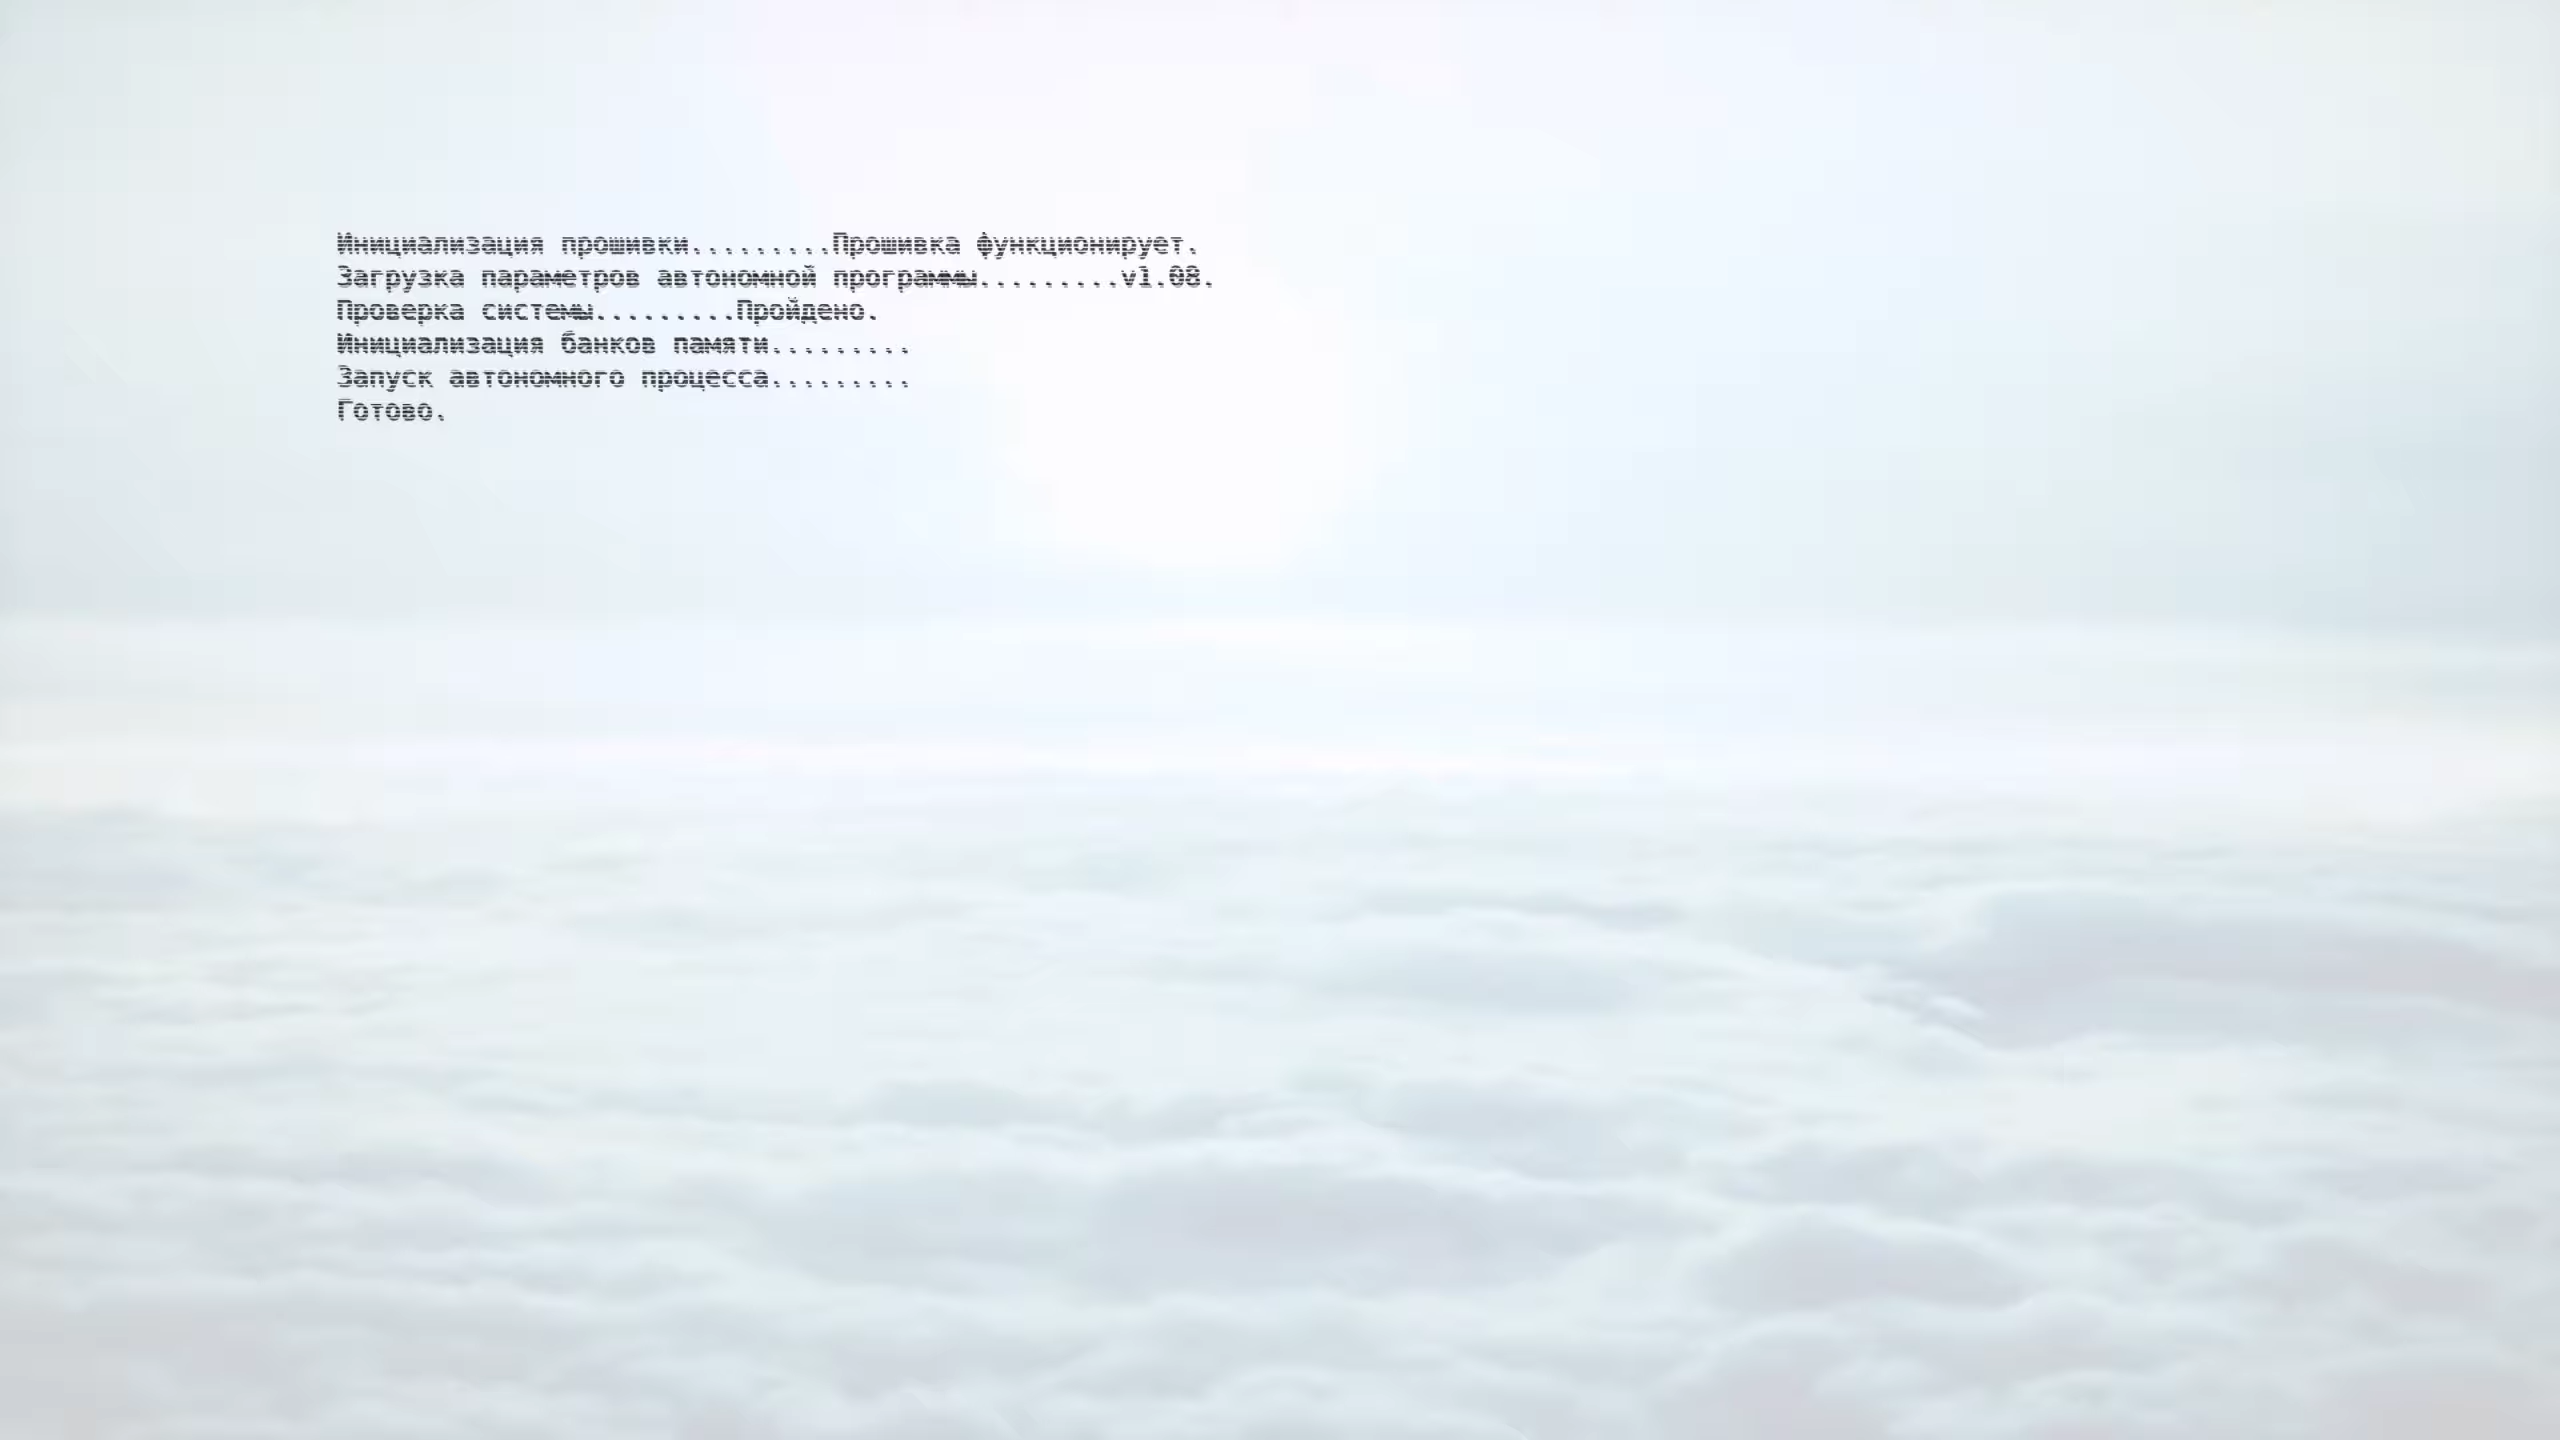 Инициализация прошивки.........Прошивка функционирует.
Загрузка параметров автономной программы.........v1.08.
Проверка системы.........Пройдено.
Инициализация банков памяти.........
Запуск автономного процесса.........
Готово.